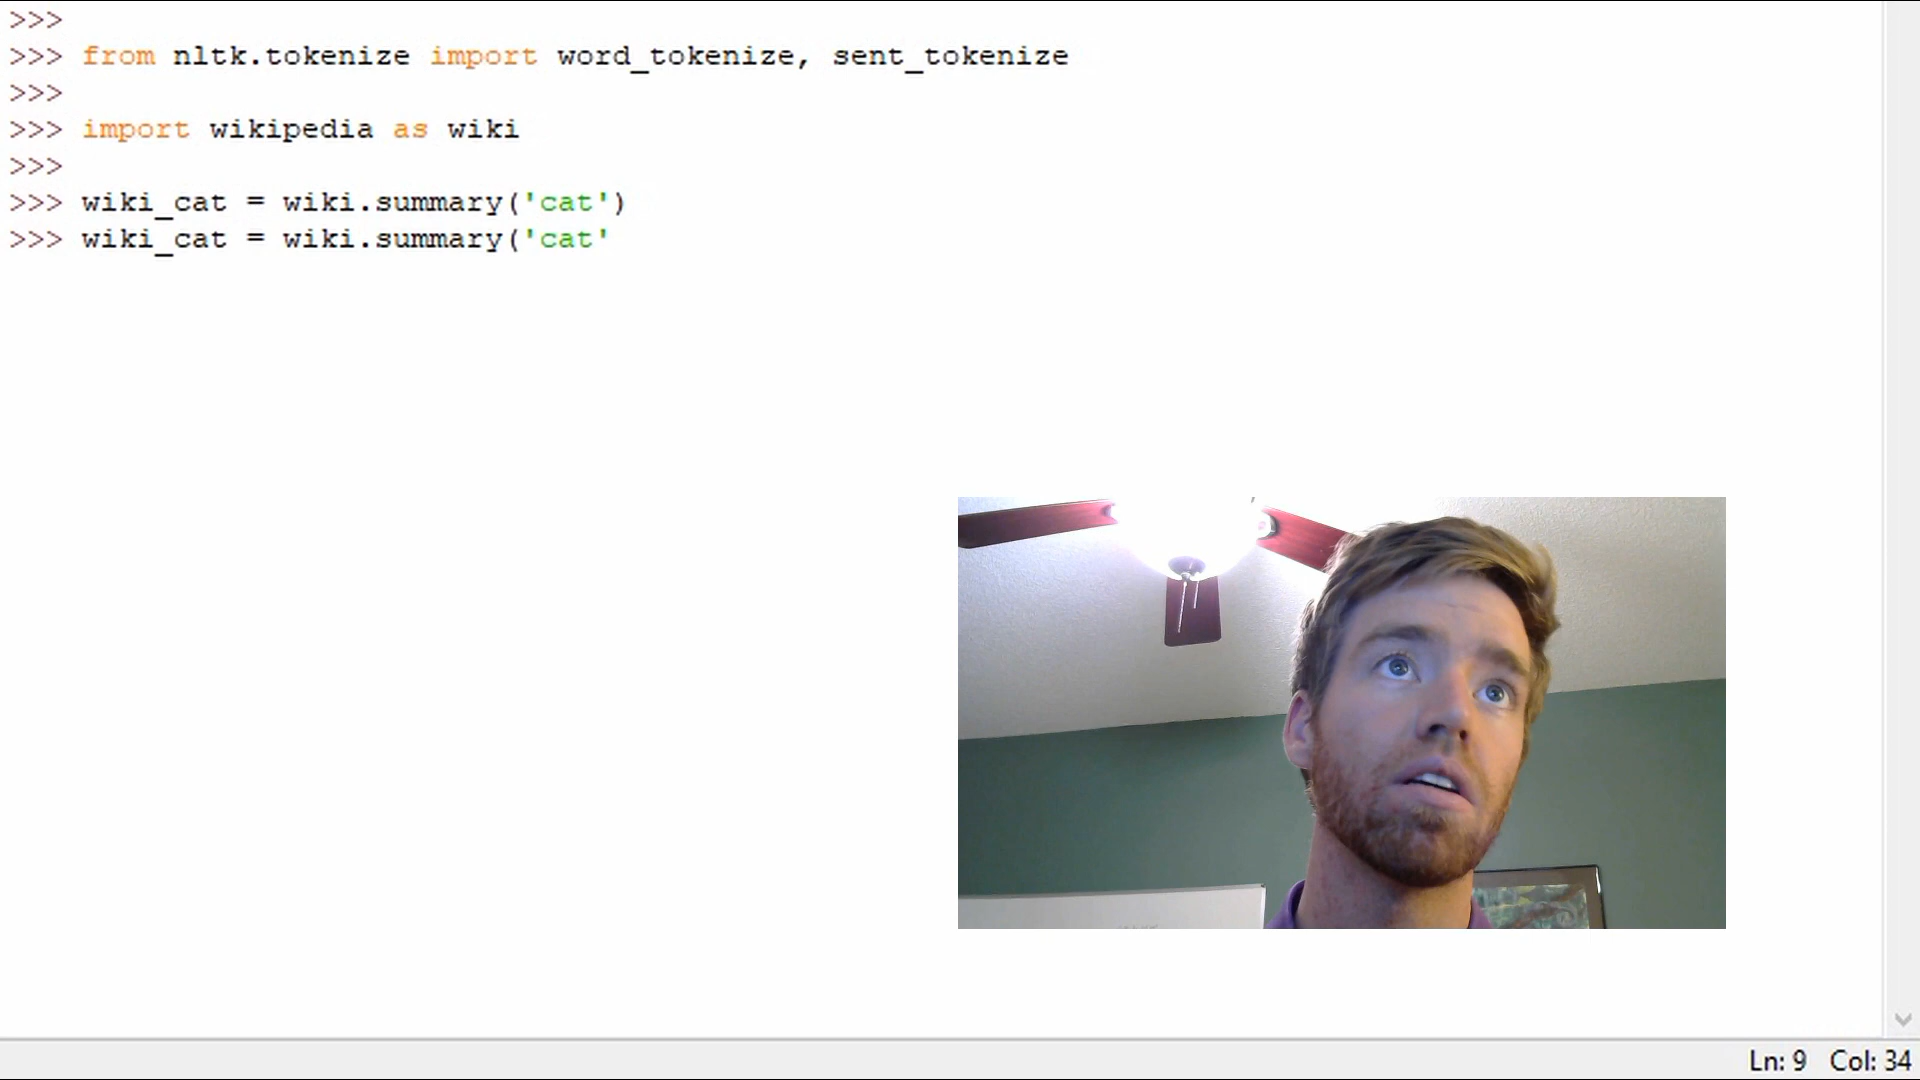 >>>
>>> from nltk.tokenize import word_tokenize, sent_tokenize
>>>
>>> import wikipedia as wiki
>>>
>>> wiki_cat = wiki.summary('cat')
>>> wiki_cat = wiki.summary('cat'
Ln: 9 Col: 34